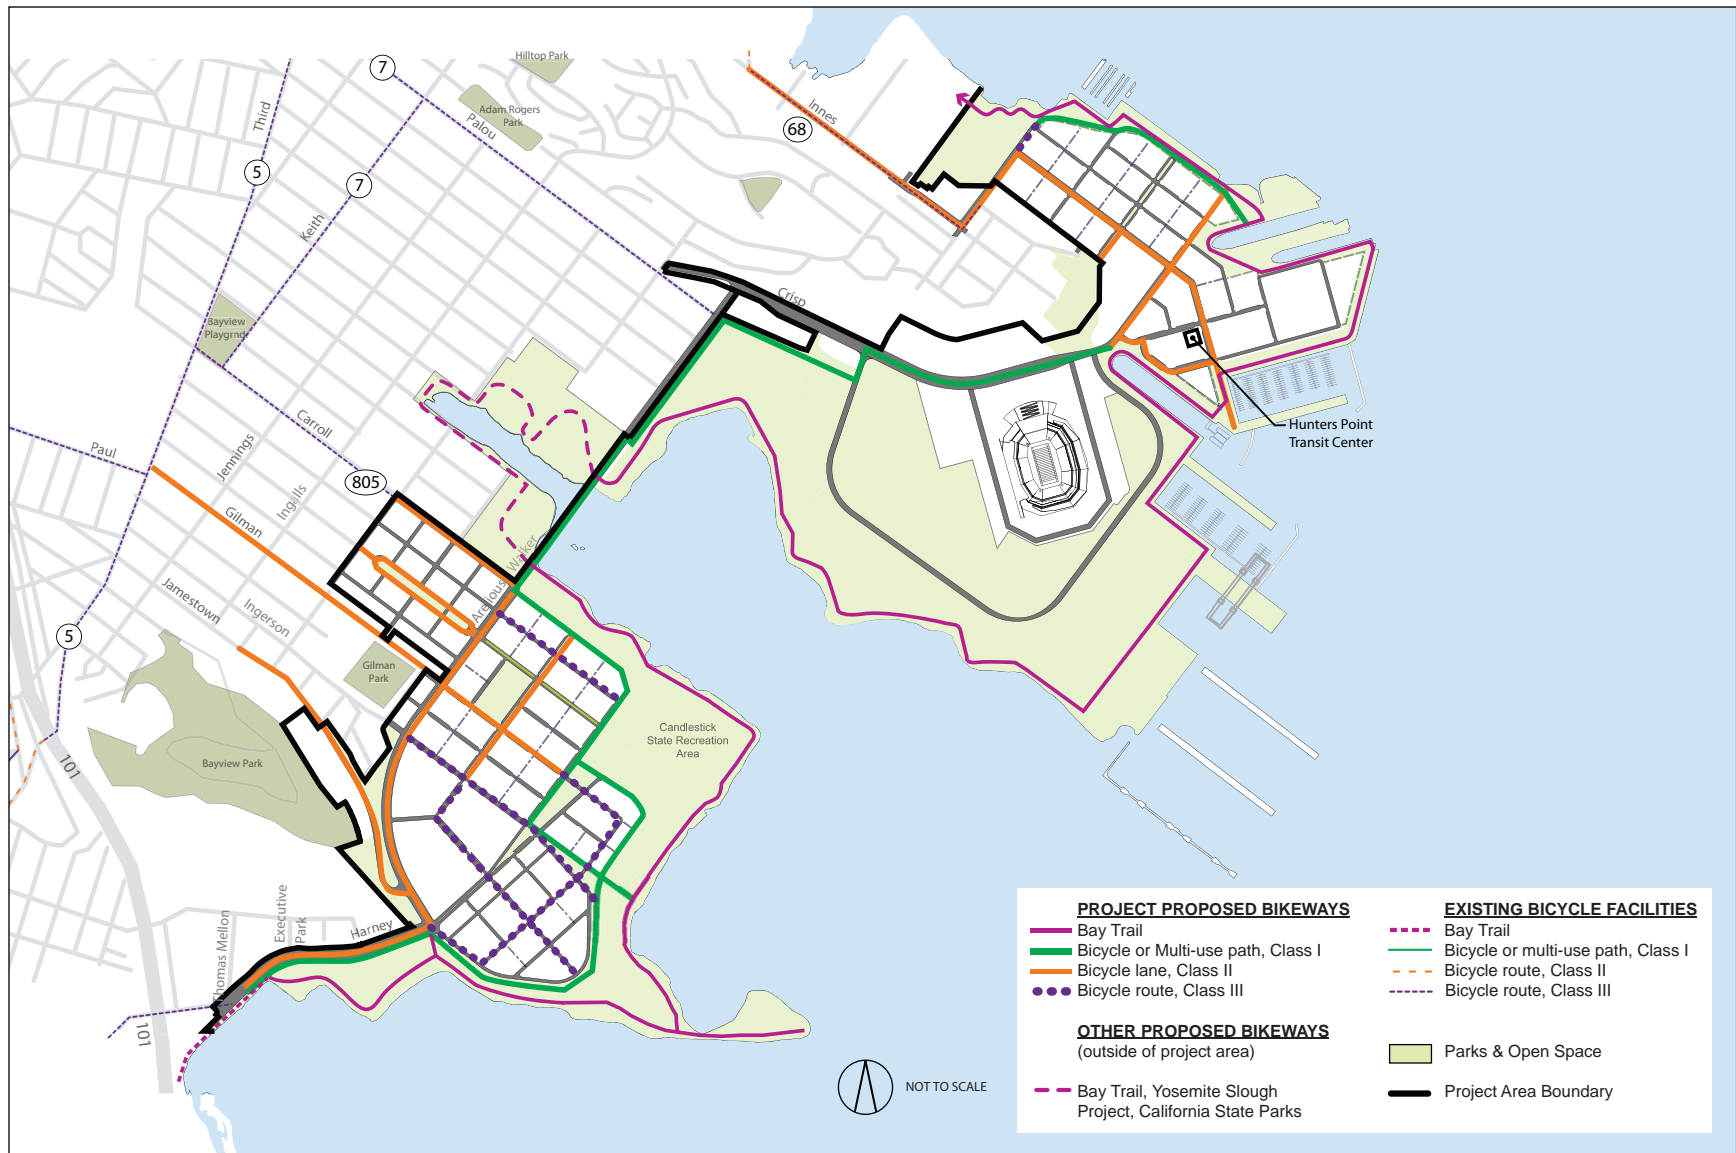 Hilltop Park
7
Third
Adam Rogers
Park
Palou
Innes
68
5
7
Keith
Crisp
Bayview
Playgrnd
Hunters Point
Transit Center
Carroll
Paul
Jennings
805
Ingalls
Gilman
Arelious Walker
Jamestown
Ingerson
5
Gilman
Park
Candlestick
State Recreation
Area
101
Bayview Park
Executive
Park
Thomas Mellon
Harney
101
NOT TO SCALE
PROJECT PROPOSED BIKEWAYS
Bay Trail
Bicycle or Multi-use path, Class I
Bicycle lane, Class II
Bicycle route, Class III
OTHER PROPOSED BIKEWAYS
(outside of project area)
Bay Trail, Yosemite Slough
Project, California State Parks
EXISTING BICYCLE FACILITIES
Bay Trail
Bicycle or multi-use path, Class I
Bicycle route, Class II
Bicycle route, Class III
Parks & Open Space
Project Area Boundary